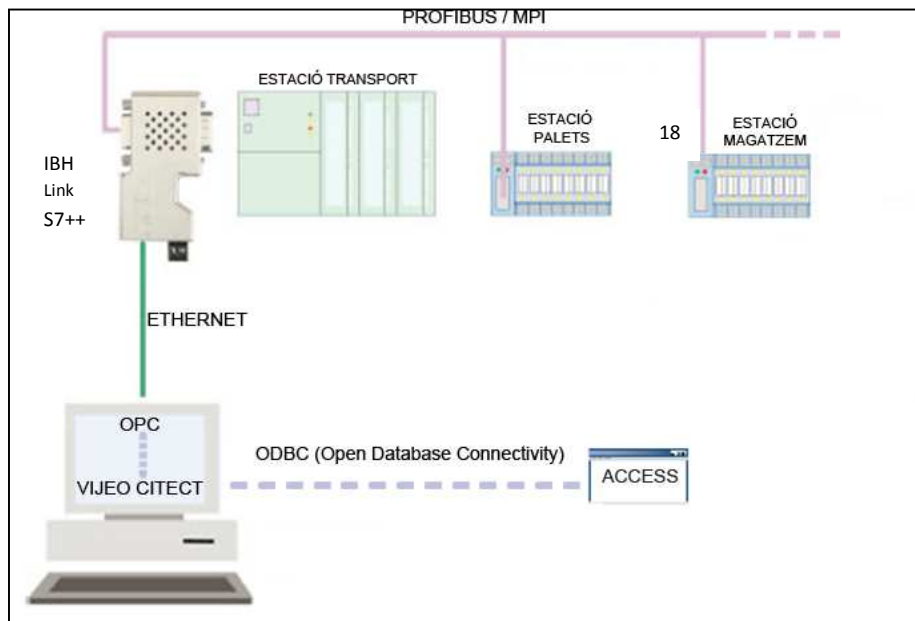 PROFIBUS / MPI
ESTACIÓ TRANSPORT
ESTACIÓ
PALETS
18
ESTACIÓ
MAGATZEM
IBH
Link
S7++
ETHERNET
OPC
VIJEO CITECT
ODBC (Open Database Connectivity)
ACCESS